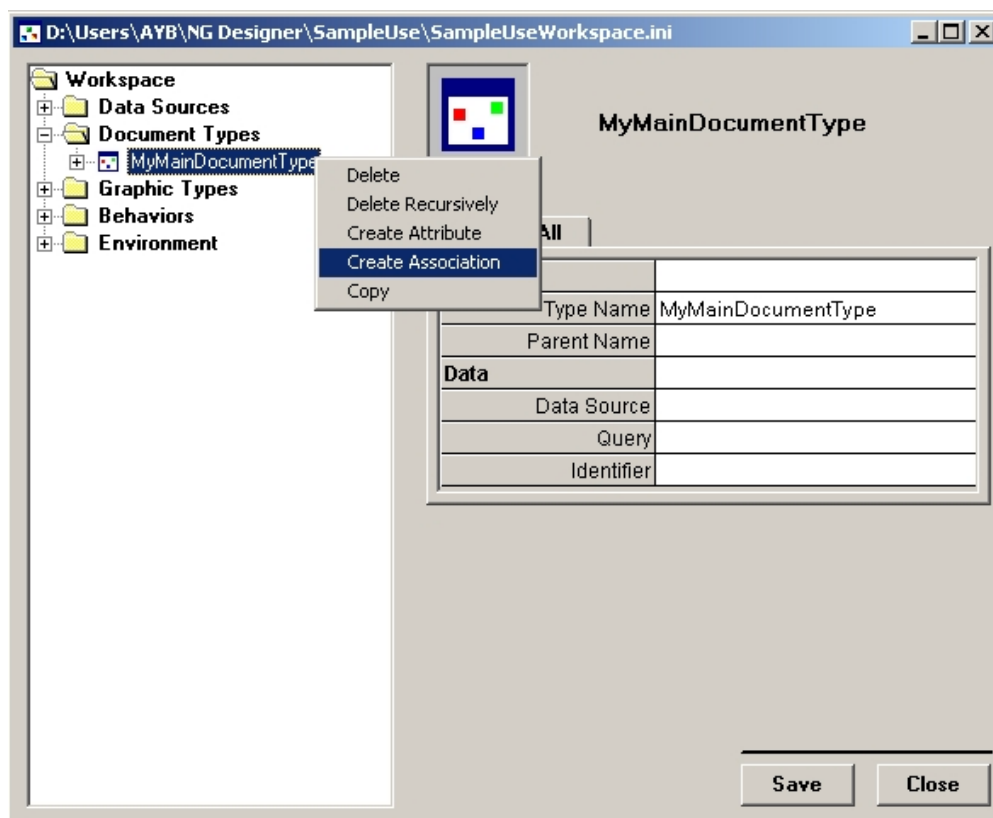 D:\Users\AYB\NG Designer\SampleUse\SampleUseWorkspace.ini
Workspace
Data Sources
Document Types
MyMainDocumentType
Graphic Types
Behaviors
Environment
Delete
Delete Recursively
Create Attribute
Create Association
Copy
MyMainDocumentType
All
Type Name MyMainDocumentType
Parent Name
Data
Data Source
Query
Identifier
Save
Close